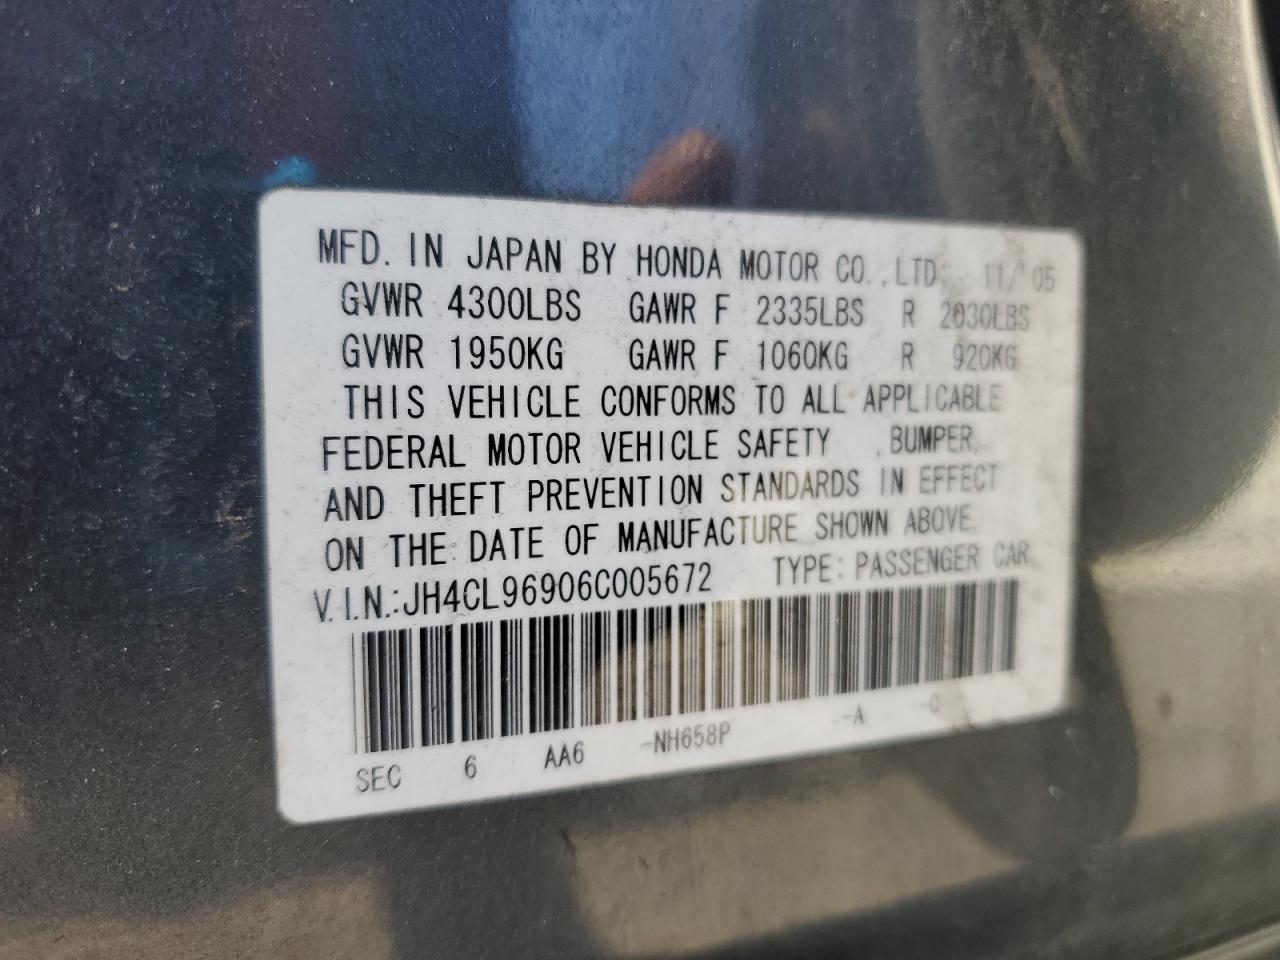 MFD. IN JAPAN BY HONDA MOTOR CO.,LTD. 11/05
GVWR 4300LBS GAWR F 2335LBS R 2030LBS
GVWR 1950KG GAWR F 1060KG R 920KG
THIS VEHICLE CONFORMS TO ALL APPLICABLE
FEDERAL MOTOR VEHICLE SAFETY ,BUMPER,
AND THEFT PREVENTION STANDARDS IN EFFECT
ON THE DATE OF MANUFACTURE SHOWN ABOVE.
V.I.N.:JH4CL96906C005672 TYPE: PASSENGER CAR
SEC 6 AA6 -NH658P -A -C